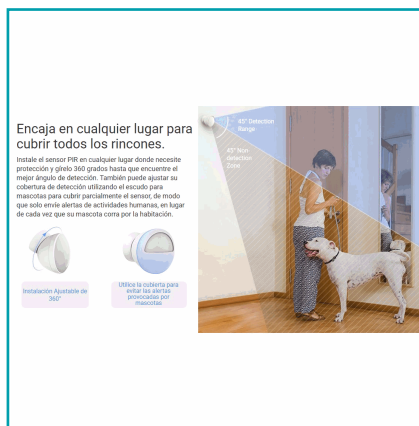 Encaja en cualquier lugar para
cubrir todos los rincones.
Instale el sensor PIR en cualquier lugar donde necesite
protección y gírelo 360 grados hasta que encuentre el
mejor ángulo de detección. También puede ajustar su
cobertura de detección utilizando el escudo para
mascotas para cubrir parcialmente el sensor, de modo
que solo envíe alertas de actividades humanas, en lugar
de cada vez que su mascota corra por la habitación.
Instalación Ajustable de
360°
Utilice la cubierta para
evitar las alertas
provocadas por
mascotas
Detection
Range
45° Non-
detection
Zone